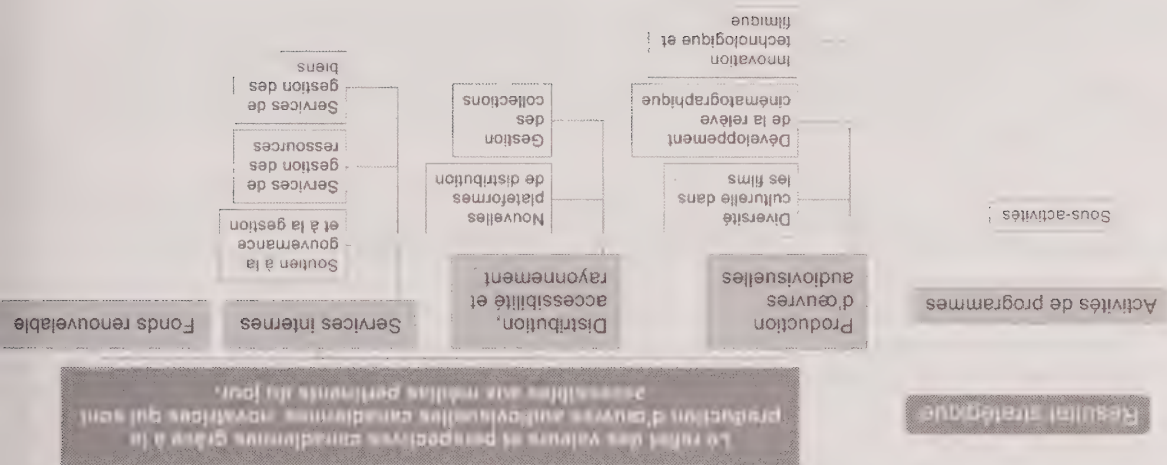 Résultat stratégique
Le reflet des valeurs et perspectives canadiennes grâce à la
production d'œuvres audiovisuelles canadiennes novatrices qui sont
accessibles aux médias pertinents du jour.
Activités de programmes
Production
d'œuvres
audiovisuelles
Distribution,
accessibilité et
rayonnement
Services internes
Fonds renouvelable
Sous-activités
Diversité
culturelle dans
les films
Développement
de la relève
cinématographique
Innovation
technologique et
filmique
Nouvelles
plateformes
de distribution
Gestion
des
collections
Soutien à la
gouvernance
et à la gestion
Services de
gestion des
ressources
Services de
gestion des
biens